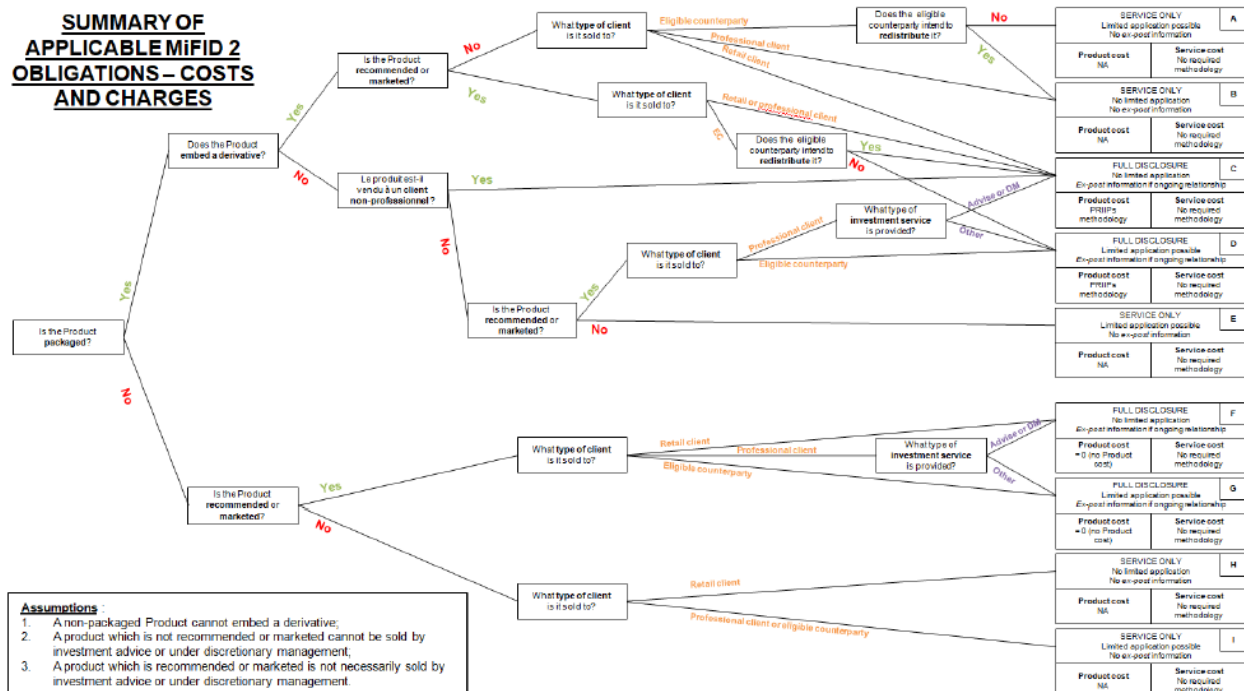 SUMMARY OF
APPLICABLE MiFID 2
OBLIGATIONS – COSTS
AND CHARGES
Is the Product
packaged?
Yes
No
Does the Product
embed a derivative?
Yes
No
Is the Product
recommended or
marketed?
No
Yes
What type of client
is it sold to?
Eligible counterparty
Professional client
Retail client
Does the eligible
counterparty intend to
redistribute it?
No
Yes
What type of client
is it sold to?
Retail or professional client
EC
Does the eligible
counterparty intend to
redistribute it?
Yes
No
Le produit est-il
vendu à un client
non-professionnel ?
Yes
No
Is the Product
recommended or
marketed?
Yes
No
What type of client
is it sold to?
Professional client
Eligible counterparty
What type of
investment service
is provided?
Advise or DM
Other
Is the Product
recommended or
marketed?
Yes
No
What type of client
is it sold to?
Retail client
Professional client
Eligible counterparty
What type of
investment service
is provided?
Advise or DM
Other
What type of client
is it sold to?
Retail client
Professional client or eligible counterparty
A
SERVICE ONLY
Limited application possible
No ex-post information
Product cost
NA
Service cost
No required
methodology
B
SERVICE ONLY
No limited application
No ex-post information
Product cost
NA
Service cost
No required
methodology
C
FULL DISCLOSURE
No limited application
Ex-post information if ongoing relationship
Product cost
PRIIPs
methodology
Service cost
No required
methodology
D
FULL DISCLOSURE
Limited application possible
Ex-post information if ongoing relationship
Product cost
PRIIPs
methodology
Service cost
No required
methodology
E
SERVICE ONLY
Limited application possible
No ex-post information
Product cost
NA
Service cost
No required
methodology
F
FULL DISCLOSURE
No limited application
Ex-post information if ongoing relationship
Product cost
= 0 (no Product
cost)
Service cost
No required
methodology
G
FULL DISCLOSURE
Limited application possible
Ex-post information if ongoing relationship
Product cost
= 0 (no Product
cost)
Service cost
No required
methodology
H
SERVICE ONLY
No limited application
No ex-post information
Product cost
NA
Service cost
No required
methodology
I
SERVICE ONLY
Limited application possible
No ex-post information
Product cost
NA
Service cost
No required
methodology
Assumptions :
1. A non-packaged Product cannot embed a derivative;
2. A product which is not recommended or marketed cannot be sold by
investment advice or under discretionary management;
3. A product which is recommended or marketed is not necessarily sold by
investment advice or under discretionary management.